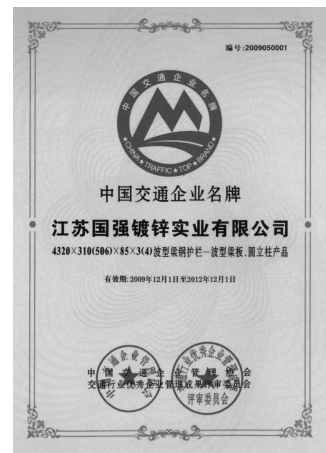 编号:2009050001
中国交通企业名牌
CHINA TRAFFIC TOP BRAND
中国交通企业名牌
江苏国强镀锌实业有限公司
4320×310(506)×85×3(4)波型梁钢护栏—波型梁板、圆立柱产品
有效期:2009年12月1日至2012年12月1日
中国交通企业管理协会
交通行业优秀企业管理成果评审委员会
评审委员会